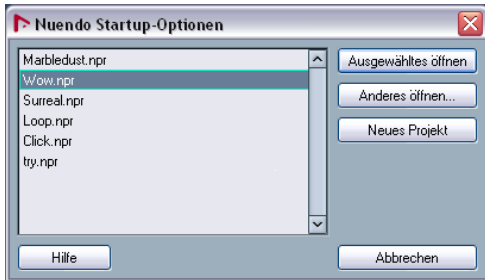 Nuendo Startup-Optionen
Marbledust.npr
Wow.npr
Surreal.npr
Loop.npr
Click.npr
try.npr
Ausgewähltes öffnen
Anderes öffnen...
Neues Projekt
Hilfe
Abbrechen